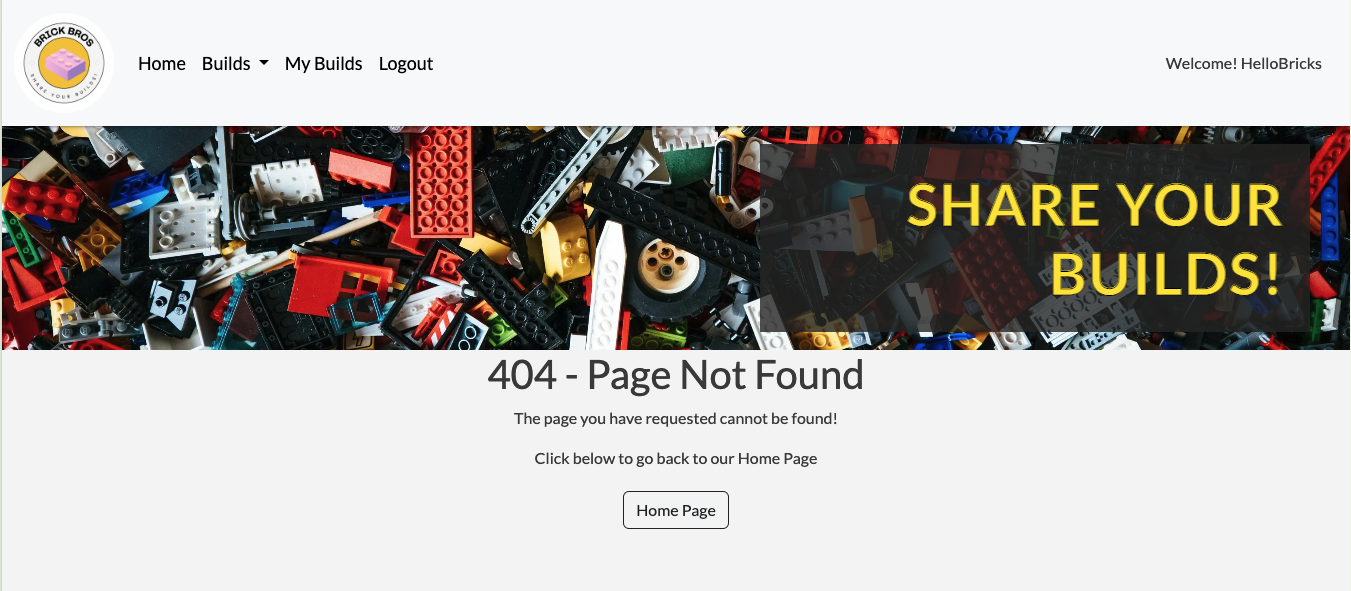 BRICK BROS
SHARE YOUR BUILDS!
Home Builds My Builds Logout
Welcome! HelloBricks
SHARE YOUR
BUILDS!
404 - Page Not Found
The page you have requested cannot be found!
Click below to go back to our Home Page
Home Page